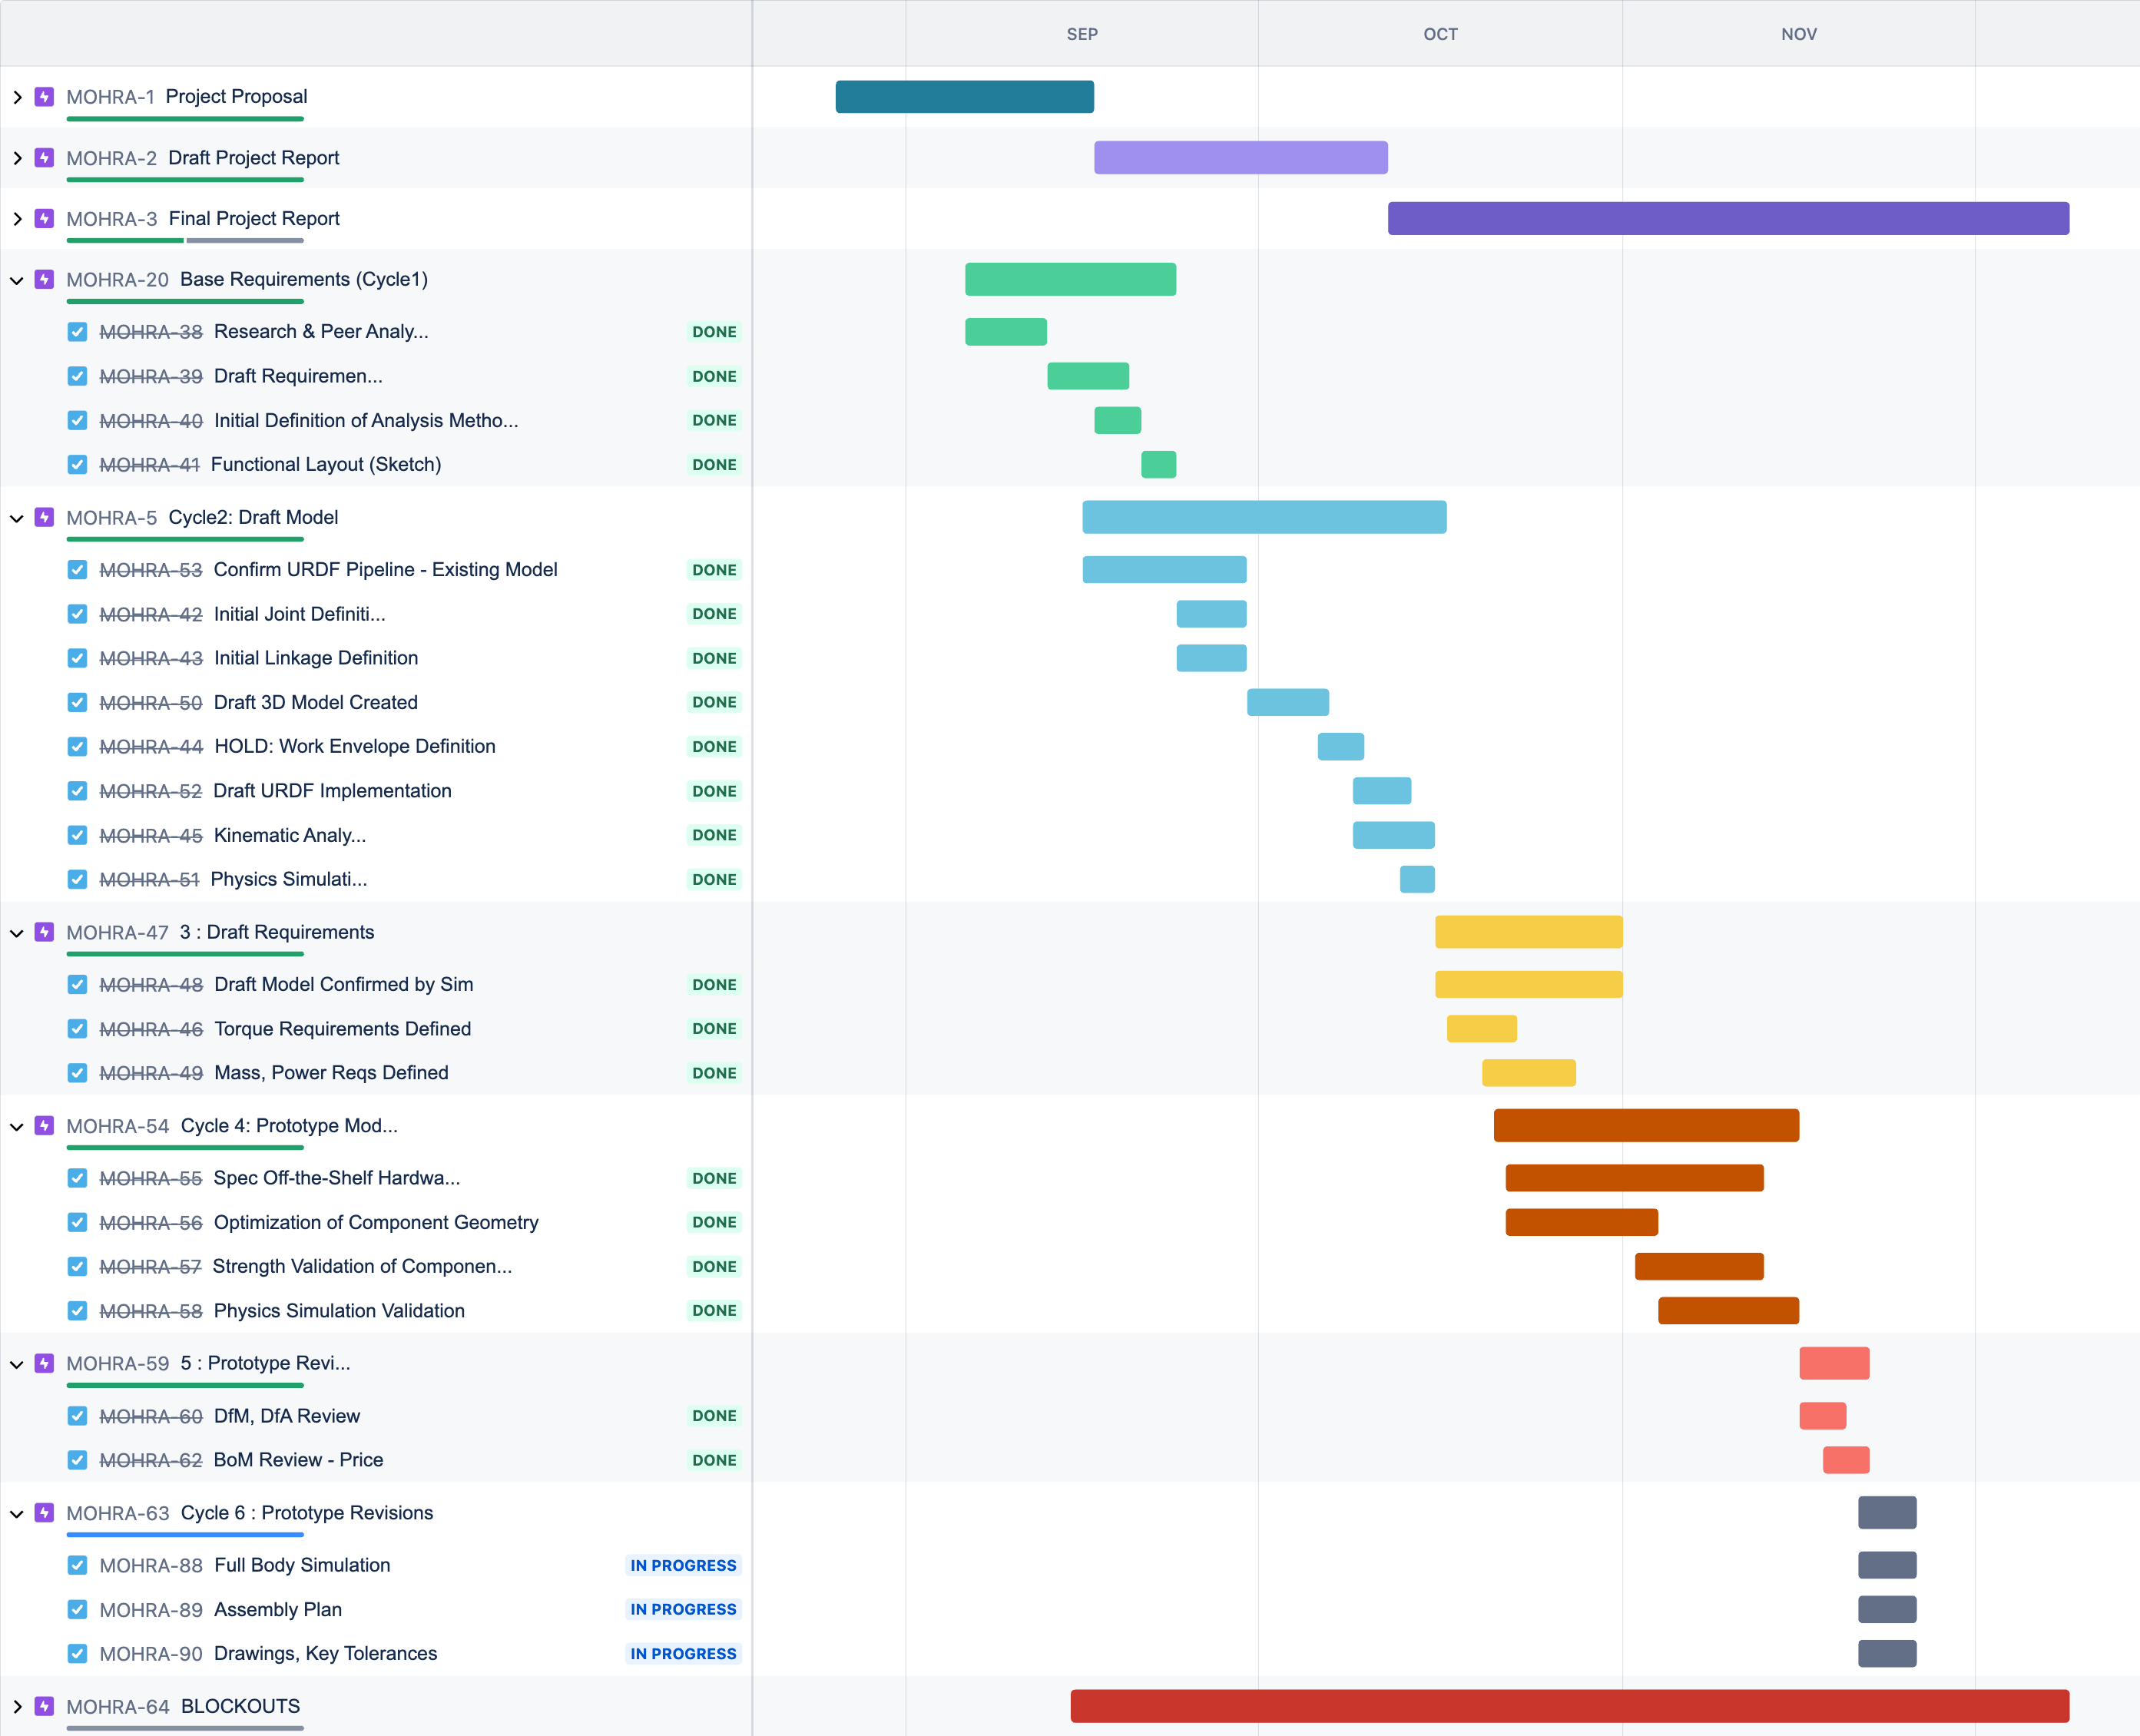 SEP OCT NOV
MOHRA-1 Project Proposal
MOHRA-2 Draft Project Report
MOHRA-3 Final Project Report
MOHRA-20 Base Requirements (Cycle1)
MOHRA-38 Research & Peer Analy... DONE
MOHRA-39 Draft Requiremen... DONE
MOHRA-40 Initial Definition of Analysis Metho... DONE
MOHRA-41 Functional Layout (Sketch) DONE
MOHRA-5 Cycle2: Draft Model
MOHRA-53 Confirm URDF Pipeline - Existing Model DONE
MOHRA-42 Initial Joint Definiti... DONE
MOHRA-43 Initial Linkage Definition DONE
MOHRA-50 Draft 3D Model Created DONE
MOHRA-44 HOLD: Work Envelope Definition DONE
MOHRA-52 Draft URDF Implementation DONE
MOHRA-45 Kinematic Analy... DONE
MOHRA-51 Physics Simulati... DONE
MOHRA-47 3 : Draft Requirements
MOHRA-48 Draft Model Confirmed by Sim DONE
MOHRA-46 Torque Requirements Defined DONE
MOHRA-49 Mass, Power Reqs Defined DONE
MOHRA-54 Cycle 4: Prototype Mod...
MOHRA-55 Spec Off-the-Shelf Hardwa... DONE
MOHRA-56 Optimization of Component Geometry DONE
MOHRA-57 Strength Validation of Componen... DONE
MOHRA-58 Physics Simulation Validation DONE
MOHRA-59 5 : Prototype Revi...
MOHRA-60 DfM, DfA Review DONE
MOHRA-62 BoM Review - Price DONE
MOHRA-63 Cycle 6 : Prototype Revisions
MOHRA-88 Full Body Simulation IN PROGRESS
MOHRA-89 Assembly Plan IN PROGRESS
MOHRA-90 Drawings, Key Tolerances IN PROGRESS
MOHRA-64 BLOCKOUTS